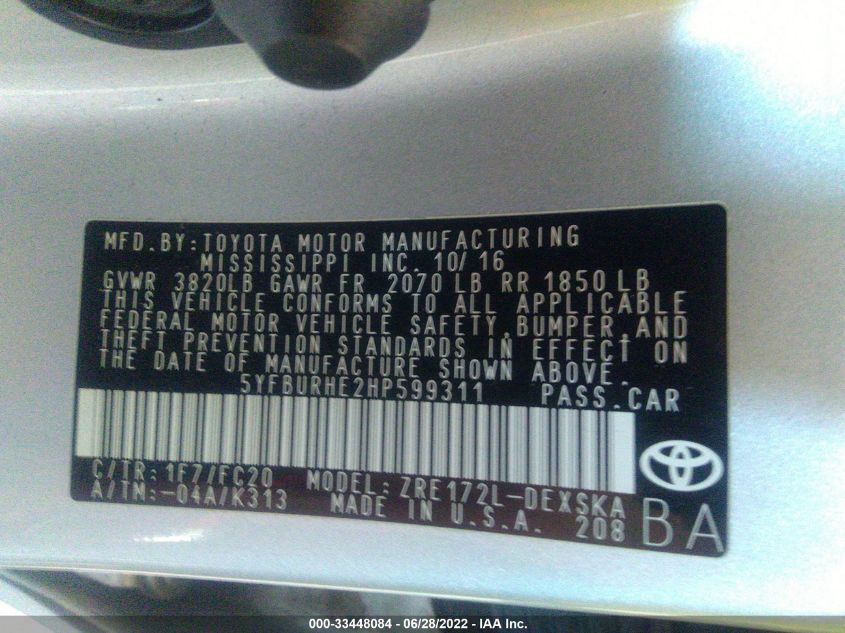 MFD.BY:TOYOTA MOTOR MANUFACTURING
MISSISSIPPI INC. 10/16
GVWR 3820LB GAWR FR 2070 LB RR 1850LB
THIS VEHICLE CONFORMS TO ALL APPLICABLE
FEDERAL MOTOR VEHICLE SAFETY,BUMPER AND
THEFT PREVENTION STANDARDS IN EFFECT ON
THE DATE OF MANUFACTURE SHOWN ABOVE.
5YFBURHE2HP599311 PASS.CAR
C/TR:1F7/FC20 MODEL:ZRE172L-DEXSKA
A/TM:-04A/K313 MADE IN U.S.A. 208
BA
000-33448084 - 06/28/2022 - IAA Inc.